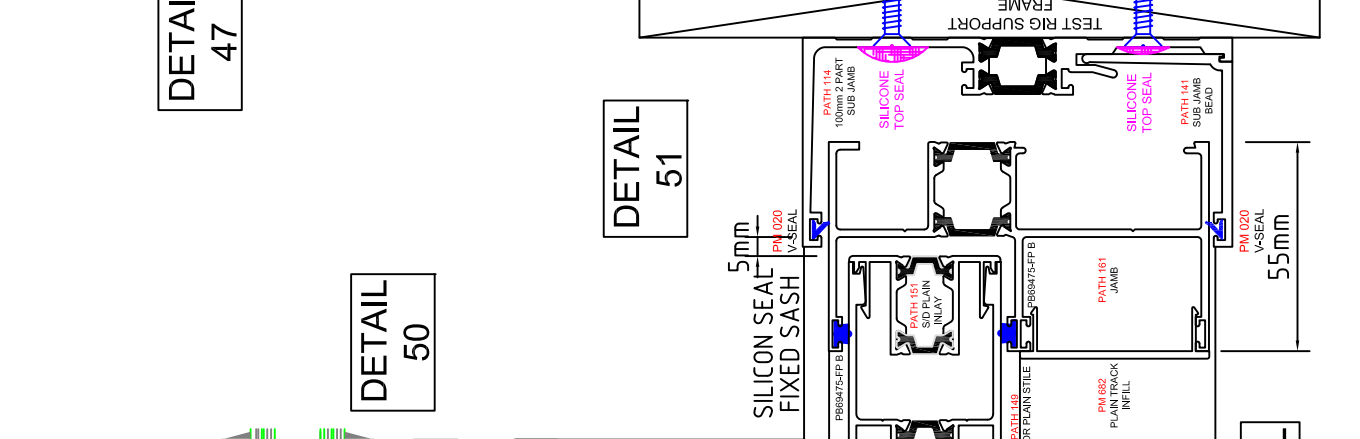 DETAIL
47
DETAIL
50
DETAIL
51
TEST RIG SUPPORT
FRAME
PATH 114
100mm 2 PART
SUB JAMB
SILICONE
TOP SEAL
SILICONE
TOP SEAL
PATH 141
SUB JAMB
BEAD
PM 020
V-SEAL
5mm
SILICON SEAL
FIXED SASH
PATH 151
S/D PLAIN
INLAY
PB69475-FP B
PB69475-FP B
PATH 161
JAMB
PM 020
V-SEAL
55mm
PATH 149
OR PLAIN STILE
PM 682
PLAIN TRACK
INFILL